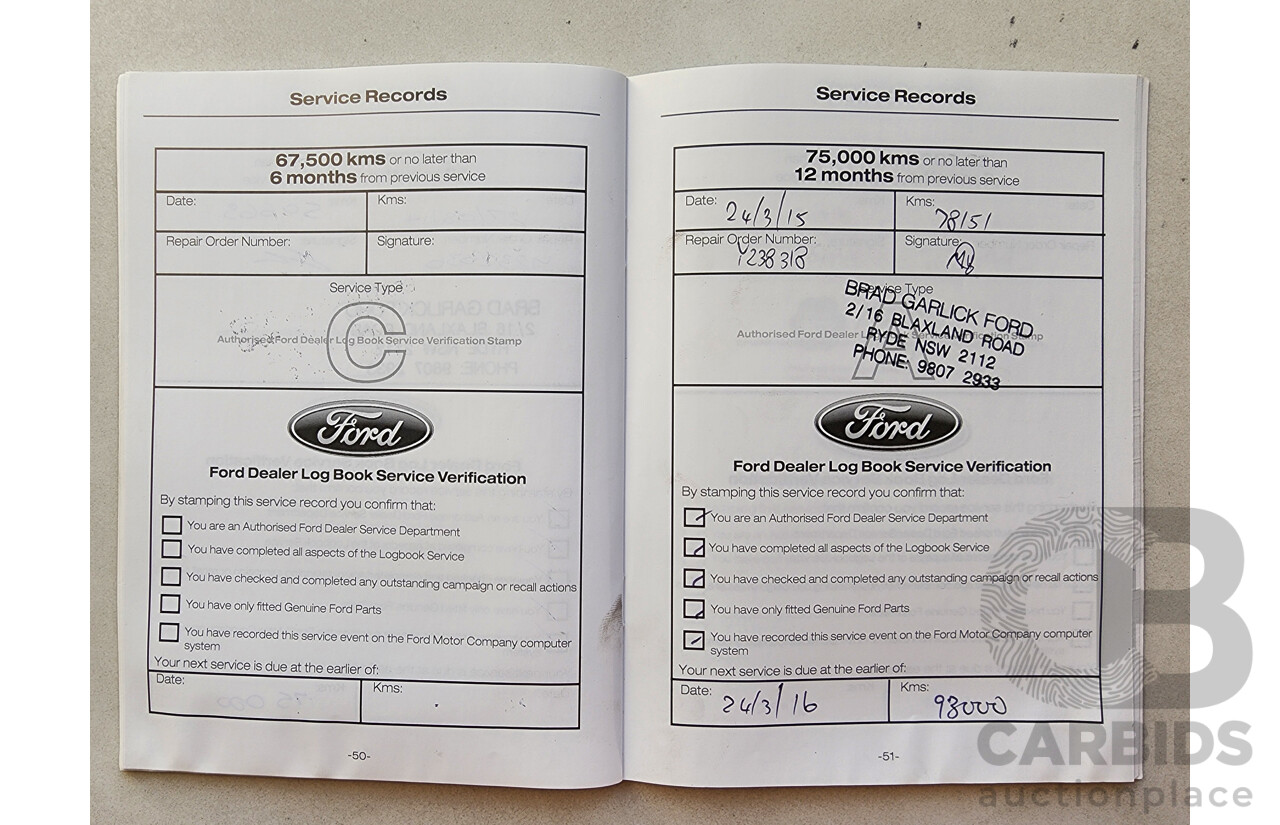 Service Records
67,500 kms or no later than
6 months from previous service
Date:
Kms:
Repair Order Number:
Signature:
Service Type
C
Authorised Ford Dealer Log Book Service Verification Stamp
Ford
Ford Dealer Log Book Service Verification
By stamping this service record you confirm that:
You are an Authorised Ford Dealer Service Department
You have completed all aspects of the Logbook Service
You have checked and completed any outstanding campaign or recall actions
You have only fitted Genuine Ford Parts
You have recorded this service event on the Ford Motor Company computer
system
Your next service is due at the earlier of:
Date:
Kms:
-50-
Service Records
75,000 kms or no later than
12 months from previous service
Date: 24/3/15
Kms: 78151
Repair Order Number:
Y238318
Signature:
Service Type
A
Authorised Ford Dealer Log Book Service Verification Stamp
BRAD GARLICK FORD
2/16 BLAXLAND ROAD
RYDE NSW 2112
PHONE: 9807 2933
Ford
Ford Dealer Log Book Service Verification
By stamping this service record you confirm that:
You are an Authorised Ford Dealer Service Department
You have completed all aspects of the Logbook Service
You have checked and completed any outstanding campaign or recall actions
You have only fitted Genuine Ford Parts
You have recorded this service event on the Ford Motor Company computer
system
Your next service is due at the earlier of:
Date: 24/3/16
Kms: 93000
-51-
CB
CARBIDS
auctionplace